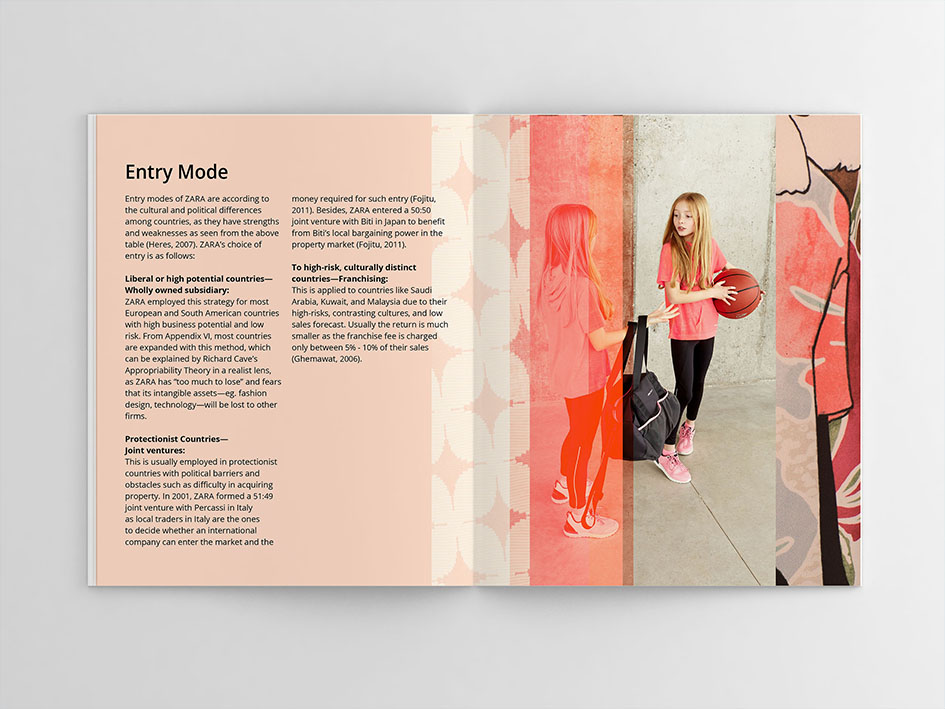 Entry Mode
Entry modes of ZARA are according to
the cultural and political differences
among countries, as they have strengths
and weaknesses as seen from the above
table (Heres, 2007). ZARA's choice of
entry is as follows:
Liberal or high potential countries—
Wholly owned subsidiary:
ZARA employed this strategy for most
European and South American countries
with high business potential and low
risk. From Appendix VI, most countries
are expanded with this method, which
can be explained by Richard Cave's
Appropriability Theory in a realist lens,
as ZARA has “too much to lose” and fears
that its intangible assets—eg. fashion
design, technology—will be lost to other
firms.
Protectionist Countries—
Joint ventures:
This is usually employed in protectionist
countries with political barriers and
obstacles such as difficulty in acquiring
property. In 2001, ZARA formed a 51:49
joint venture with Percassi in Italy
as local traders in Italy are the ones
to decide whether an international
company can enter the market and the
money required for such entry (Fojitu,
2011). Besides, ZARA entered a 50:50
joint venture with Biti in Japan to benefit
from Biti's local bargaining power in the
property market (Fojitu, 2011).
To high-risk, culturally distinct
countries—Franchising:
This is applied to countries like Saudi
Arabia, Kuwait, and Malaysia due to their
high-risks, contrasting cultures, and low
sales forecast. Usually the return is much
smaller as the franchise fee is charged
only between 5% - 10% of their sales
(Ghemawat, 2006).